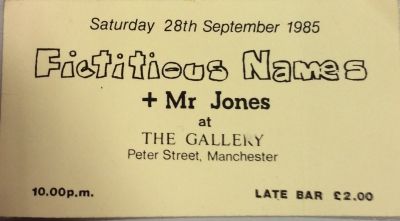 Saturday 28th September 1985
Fictitious Names
+ Mr Jones
at
THE GALLERY
Peter Street, Manchester
10.00p.m. LATE BAR £2.00